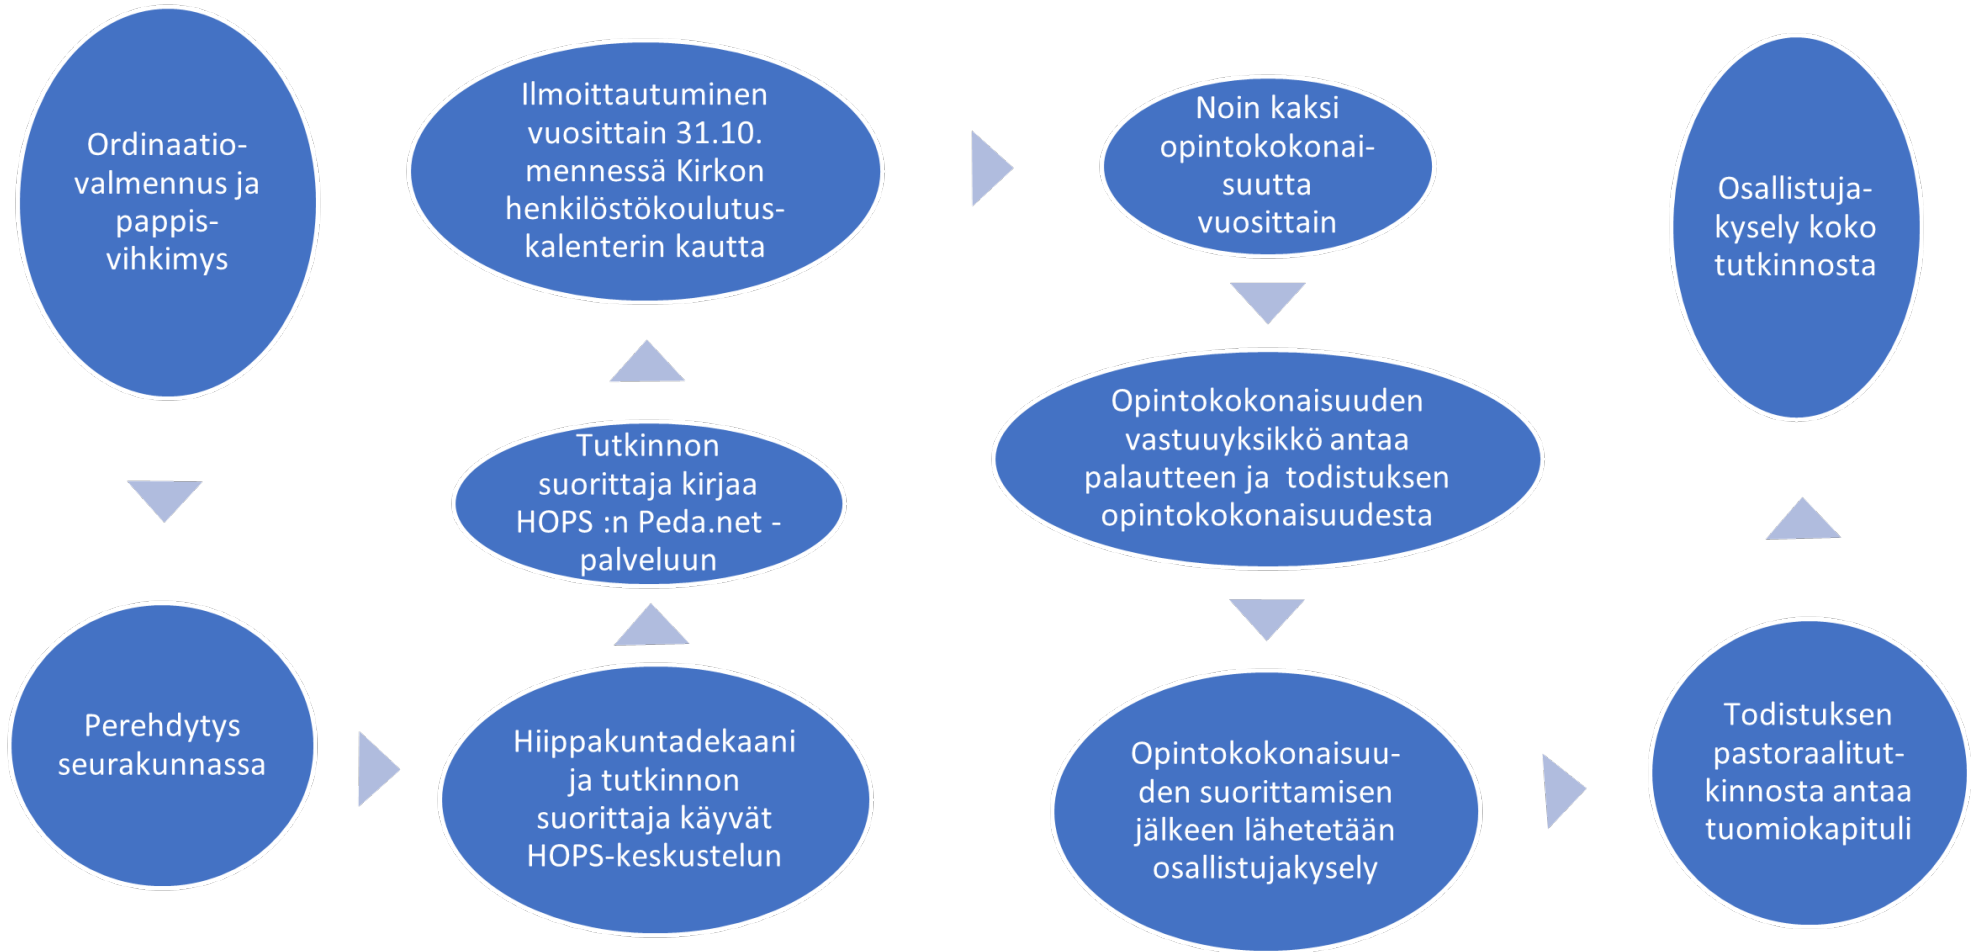 Ordinaatio-
valmennus ja
pappis-
vihkimys
Perehdytys
seurakunnassa
Hiippakuntadekaani
ja tutkinnon
suorittaja käyvät
HOPS-keskustelun
Tutkinnon
suorittaja kirjaa
HOPS :n Peda.net -
palveluun
Ilmoittautuminen
vuosittain 31.10.
mennessä Kirkon
henkilöstökoulutus-
kalenterin kautta
Noin kaksi
opintokokonai-
suutta
vuosittain
Opintokokonaisuuden
vastuuyksikkö antaa
palautteen ja  todistuksen
opintokokonaisuudesta
Opintokokonaisuu-
den suorittamisen
jälkeen lähetetään
osallistujakysely
Todistuksen
pastoraalitut-
kinnosta antaa
tuomiokapituli
Osallistuja-
kysely koko
tutkinnosta